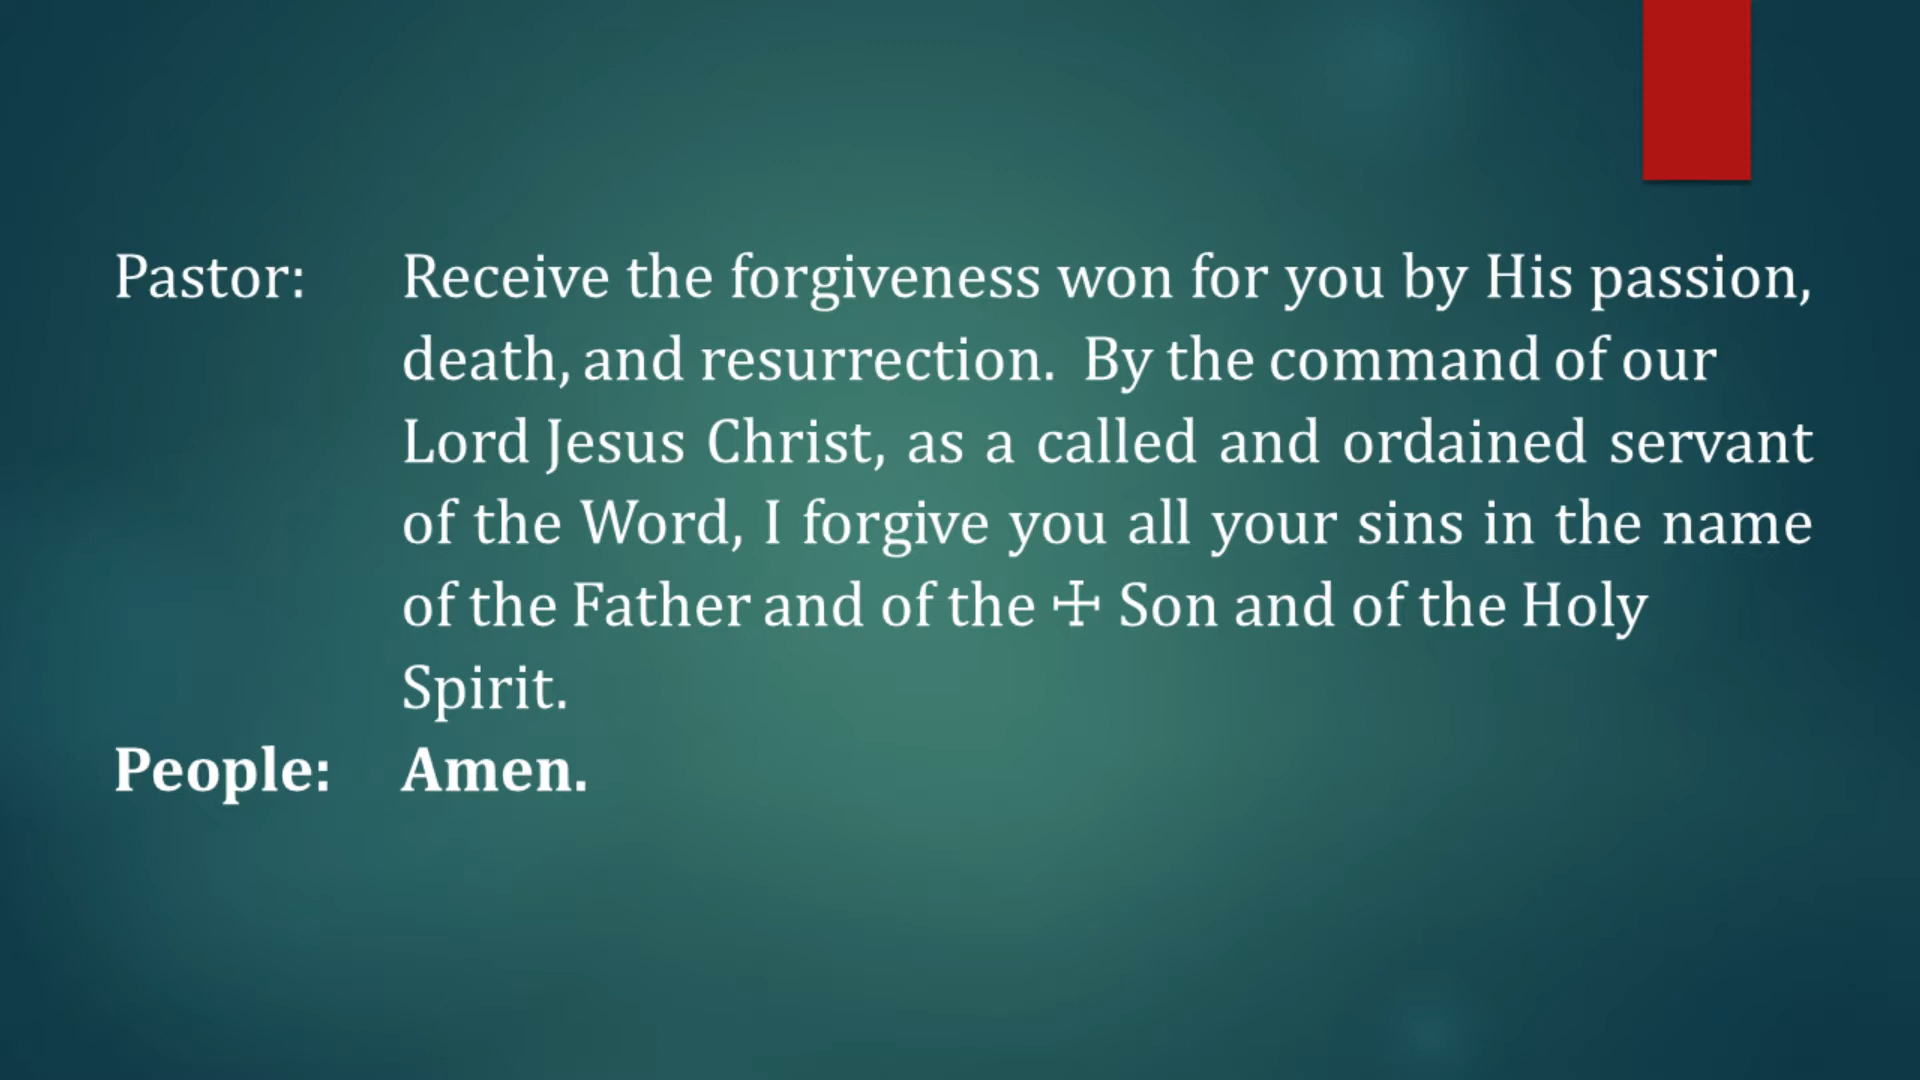 Pastor: Receive the forgiveness won for you by His passion,
death, and resurrection.  By the command of our
Lord Jesus Christ, as a called and ordained servant
of the Word, I forgive you all your sins in the name
of the Father and of the ☩ Son and of the Holy
Spirit.
People: Amen.